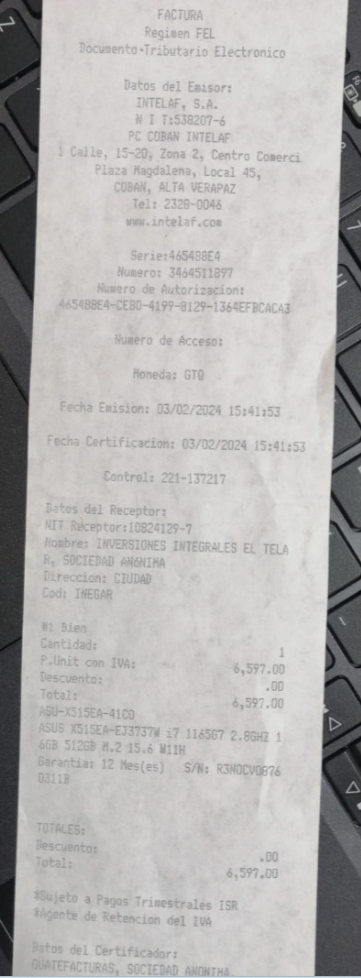 FACTURA
Regimen FEL
Documento Tributario Electronico
Datos del Emisor:
INTELAF, S.A.
N I T:538207-6
PC COBAN INTELAF
1 Calle, 15-20, Zona 2, Centro Comerci
Plaza Magdalena, Local 45,
COBAN, ALTA VERAPAZ
Tel: 2328-0046
www.intelaf.com
Serie:465488E4
Numero: 3464511897
Numero de Autorizacion:
465488E4-CE80-4199-8129-1364EFBCACA3
Numero de Acceso:
Moneda: GTQ
Fecha Emision: 03/02/2024 15:41:53
Fecha Certificacion: 03/02/2024 15:41:53
Control: 221-137217
Datos del Receptor:
NIT Receptor:10824129-7
Nombre: INVERSIONES INTEGRALES EL TELA
R, SOCIEDAD ANóNIMA
Direccion: CIUDAD
Cod: INEGAR
#1 Bien
Cantidad: 1
P.Unit con IVA: 6,597.00
Descuento: .00
Total: 6,597.00
ASU-X515EA-41CO
ASUS X515EA-EJ3737W i7 1165G7 2.8GHZ 1
6GB 512GB M.2 15.6 W11H
Garantia: 12 Mes(es) S/N: R3N0CV0876
0311B
TOTALES:
Descuento: .00
Total: 6,597.00
*Sujeto a Pagos Trimestrales ISR
*Agente de Retencion del IVA
Datos del Certificador:
GUATEFACTURAS, SOCIEDAD ANONIMA